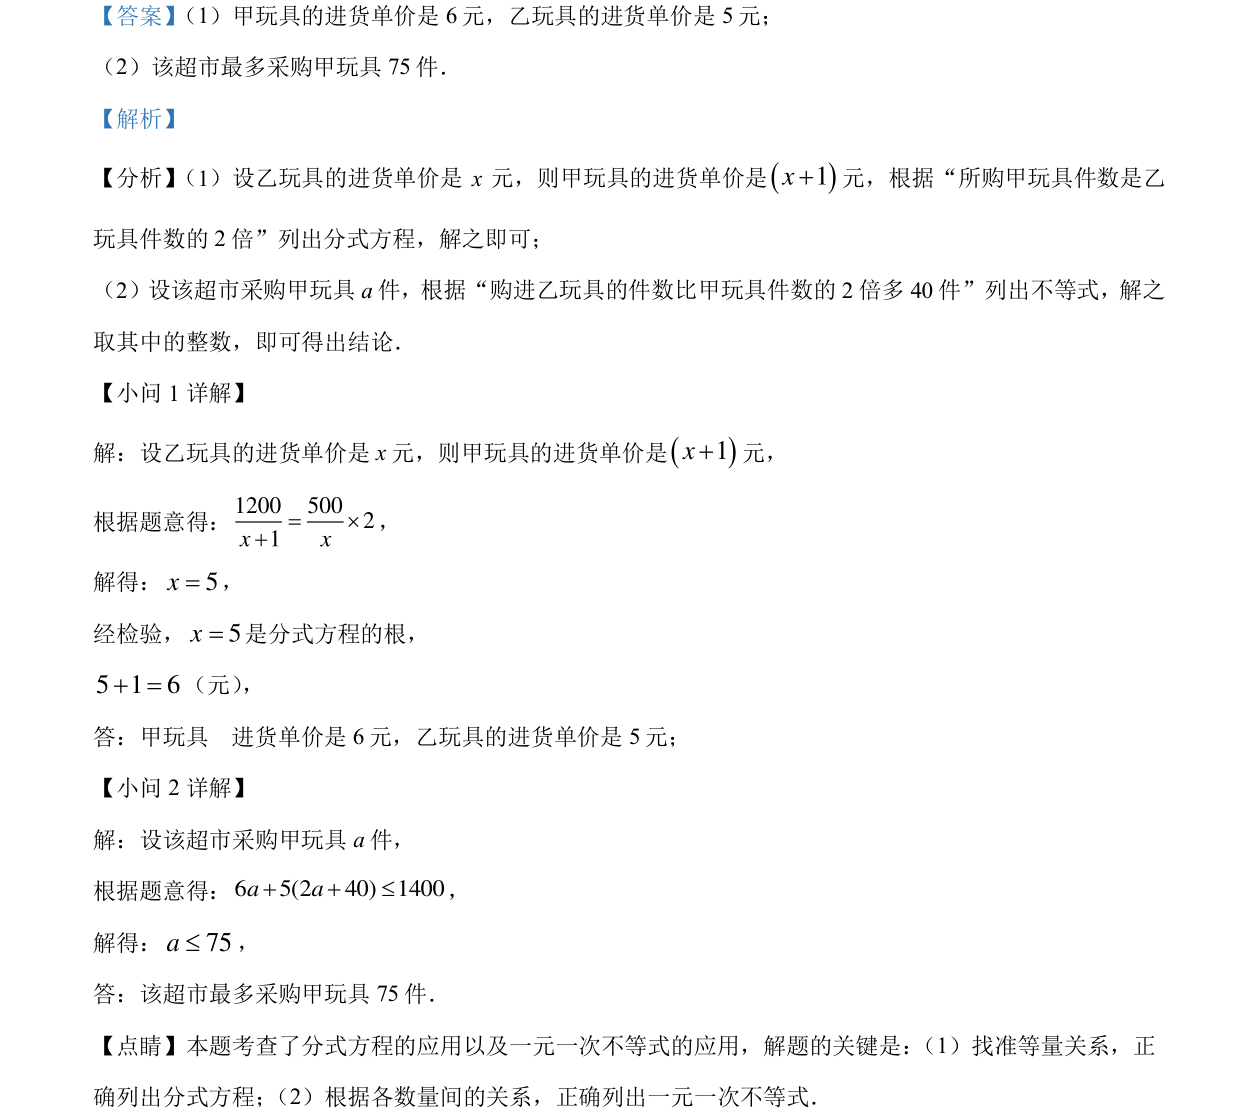 【答案】（1）甲玩具的进货单价是 6 元，乙玩具的进货单价是 5 元；
（2）该超市最多采购甲玩具 75 件．
【解析】
【分析】（1）设乙玩具的进货单价是 x 元，则甲玩具的进货单价是(x+1)元，根据“所购甲玩具件数是乙
玩具件数的 2 倍”列出分式方程，解之即可；
（2）设该超市采购甲玩具 a 件，根据“购进乙玩具的件数比甲玩具件数的 2 倍多 40 件”列出不等式，解之
取其中的整数，即可得出结论．
【小问 1 详解】
解：设乙玩具的进货单价是 x 元，则甲玩具的进货单价是(x+1)元，
根据题意得：1200/(x+1) = 500/x ×2，
解得：x=5，
经检验，x=5是分式方程的根，
5+1=6（元），
答：甲玩具　进货单价是 6 元，乙玩具的进货单价是 5 元；
【小问 2 详解】
解：设该超市采购甲玩具 a 件，
根据题意得：6a+5(2a+40)≤1400，
解得：a≤75，
答：该超市最多采购甲玩具 75 件．
【点睛】本题考查了分式方程的应用以及一元一次不等式的应用，解题的关键是：（1）找准等量关系，正
确列出分式方程；（2）根据各数量间的关系，正确列出一元一次不等式．